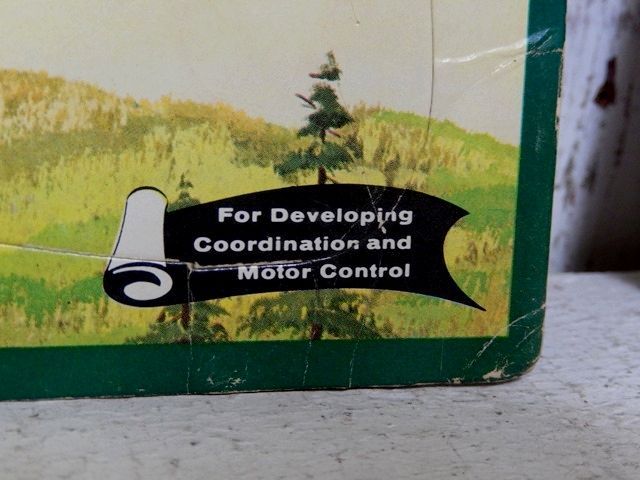 For Developing
Coordination and
Motor Control